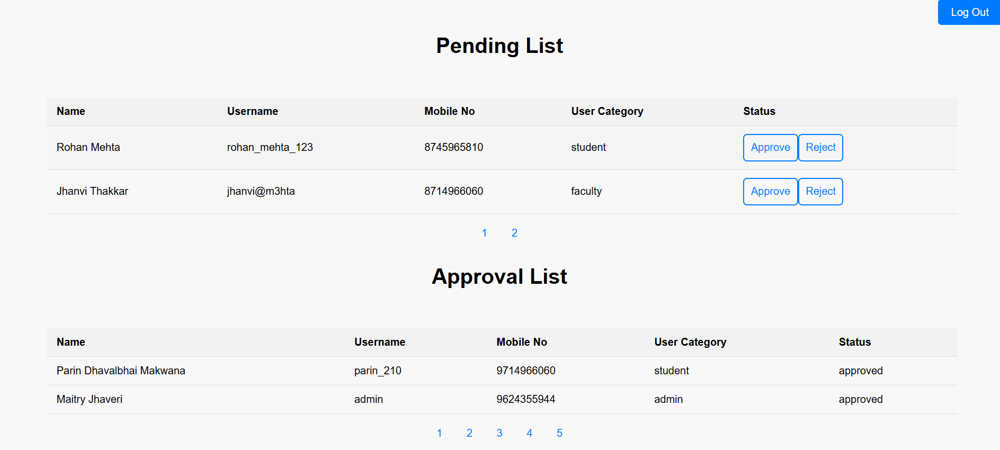 Log Out
Pending List
Name Username Mobile No User Category Status
Rohan Mehta rohan_mehta_123 8745965810 student Approve Reject
Jhanvi Thakkar jhanvi@m3hta 8714966060 faculty Approve Reject
1 2
Approval List
Name Username Mobile No User Category Status
Parin Dhavalbhai Makwana parin_210 9714966060 student approved
Maitry Jhaveri admin 9624355944 admin approved
1 2 3 4 5